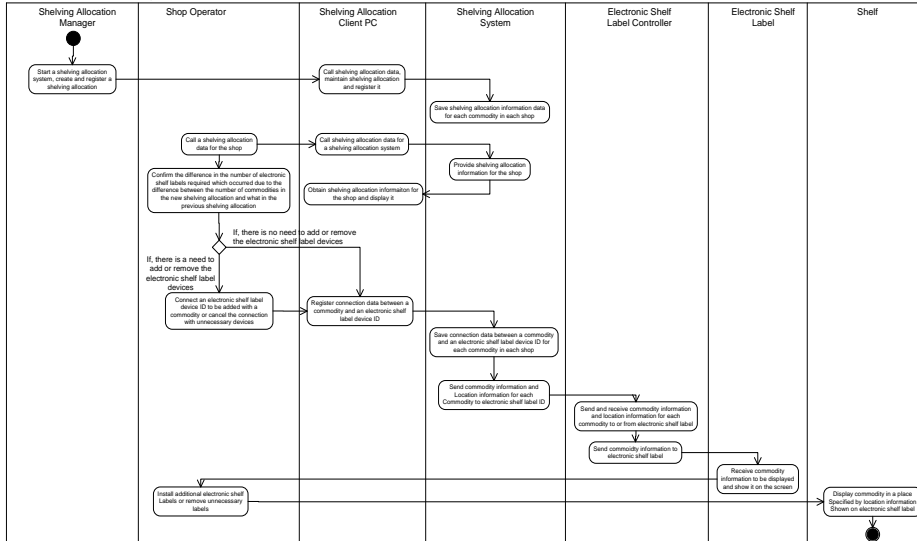 Shelving Allocation
Manager
Shop Operator
Shelving Allocation
Client PC
Shelving Allocation
System
Electronic Shelf
Label Controller
Electronic Shelf
Label
Shelf
Start a shelving allocation
system, create and register a
shelving allocation
Call shelving allocation data,
maintain shelving allocation
and register it
Save shelving allocation information data
for each commodity in each shop
Call a shelving allocation
data for the shop
Call shelving allocation data for
a shelving allocation system
Provide shelving allocation
information for the shop
Confirm the difference in the number of electronic
shelf labels required which occurred due to the
difference between the number of commodities in
the new shelving allocation and what in the
previous shelving allocation
Obtain shelving allocation informaiton for
the shop and display it
If, there is no need to add or remove
the electronic shelf label devices
If, there is a need to
add or remove the
electronic shelf label
devices
Connect an electronic shelf label
device ID to be added with a
commodity or cancel the connection
with unnecessary devices
Register connection data between a
commodity and an electronic shelf
label device ID
Save connection data between a commodity
and an electronic shelf label device ID for
each commodity in each shop
Send commodity information and
Location information for each
Commodity to electronic shelf label ID
Send and receive commodity information
and location information for each
commodity to or from electronic shelf label
Send commoidty information to
electronic shelf label
Receive commodity
information to be displayed
and show it on the screen
Install additional electronic shelf
Labels or remove unnecessary
labels
Display commodity in a place
Specified by location information
Shown on electronic shelf label